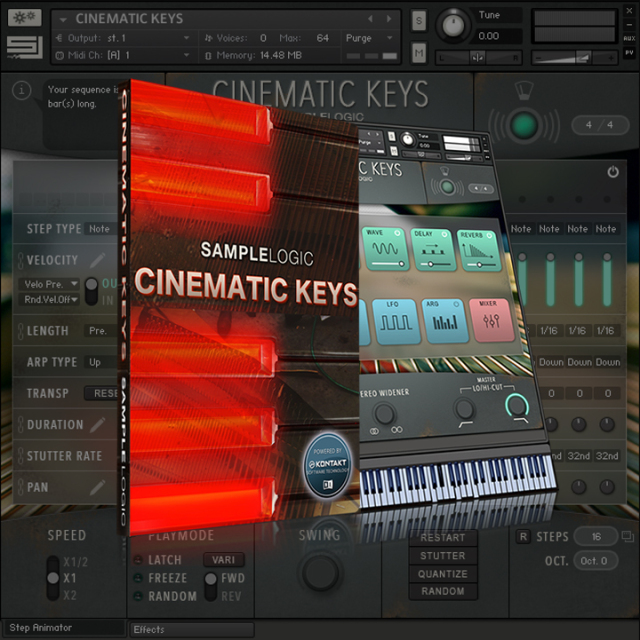 CINEMATIC KEYS
Output: st. 1
Voices: 0 Max: 64
Purge
Midi Ch: [A] 1
Memory: 14.48 MB
S
M
Tune
0.00
AUX
PV
Your sequence is
bar(s) long.
CINEMATIC KEYS
4 / 4
STEP TYPE Note
VELOCITY
Velo Pre.
Rnd.Vel.Off
IN
LENGTH Pre.
ARP TYPE Up
TRANSP RESE
DURATION
STUTTER RATE
PAN
Note Note Note Note
1/16 1/16 1/16
Down Down Down
0 0 0
32nd 32nd
CINEMATIC KEYS
SAMPLELOGIC
SAMPLELOGIC
CINEMATIC KEYS
POWERED BY
KONTAKT
C KEYS
WAVE
DELAY
REVERB
LFO
ARG
MIXER
EREO WIDENER
MASTER
LO/HI-CUT
SPEED
X1/2
X1
X2
PLAYMODE
LATCH VARI
FREEZE FWD
RANDOM REV
SWING
RESTART
STUTTER
QUANTIZE
RANDOM
R STEPS 16
OCT. Oct. 0
Step Animator
Effects